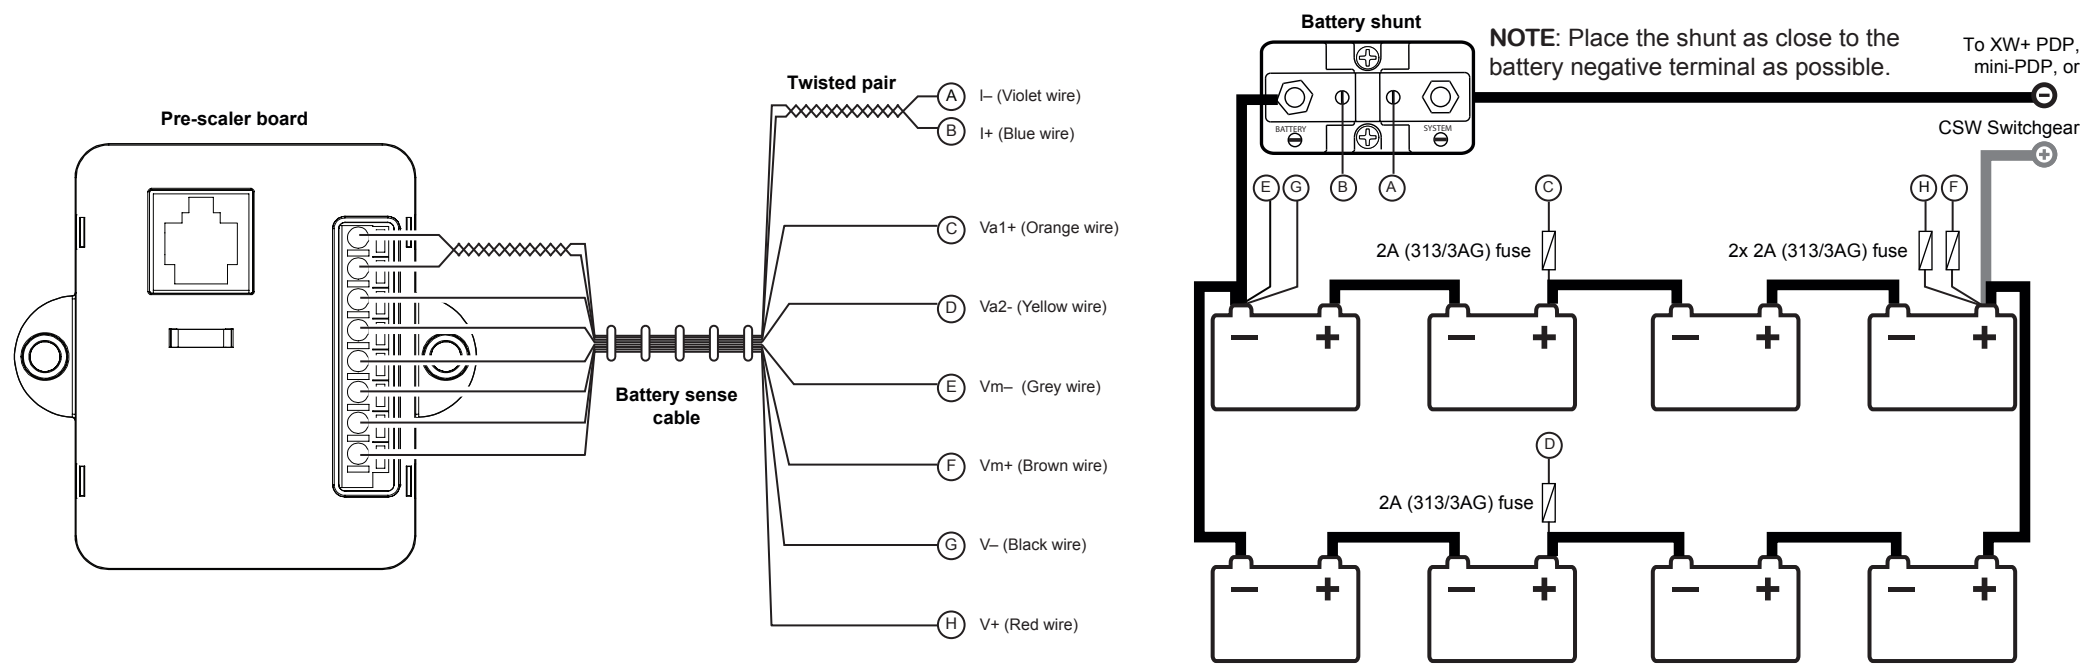 Pre-scaler board
Twisted pair
A I– (Violet wire)
B I+ (Blue wire)
C Va1+ (Orange wire)
D Va2- (Yellow wire)
E Vm– (Grey wire)
F Vm+ (Brown wire)
G V– (Black wire)
H V+ (Red wire)
Battery sense
cable
Battery shunt
NOTE: Place the shunt as close to the
battery negative terminal as possible.
To XW+ PDP,
mini-PDP, or
CSW Switchgear
BATTERY
SYSTEM
E G B A C H F
2A (313/3AG) fuse
2x 2A (313/3AG) fuse
– + – + – + – +
D
2A (313/3AG) fuse
– + – + – + – +